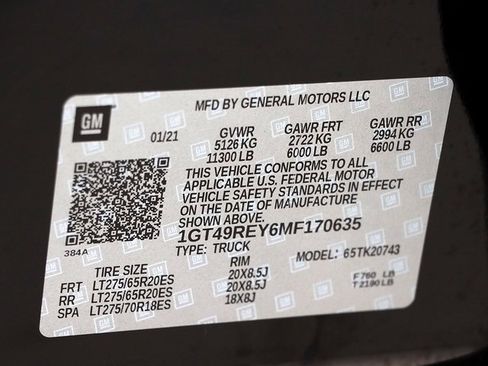 MFD BY GENERAL MOTORS LLC
GM
01/21 GVWR GAWR FRT GAWR RR
5126 KG 2722 KG 2994 KG
11300 LB 6000 LB 6600 LB
THIS VEHICLE CONFORMS TO ALL
APPLICABLE U.S. FEDERAL MOTOR
VEHICLE SAFETY STANDARDS IN EFFECT
ON THE DATE OF MANUFACTURE
SHOWN ABOVE.
384A
1GT49REY6MF170635
TYPE: TRUCK MODEL: 65TK20743
TIRE SIZE RIM
FRT LT275/65R20ES 20X8.5J F 760 LB
RR LT275/65R20ES 20X8.5J T 2190 LB
SPA LT275/70R18ES 18X8J